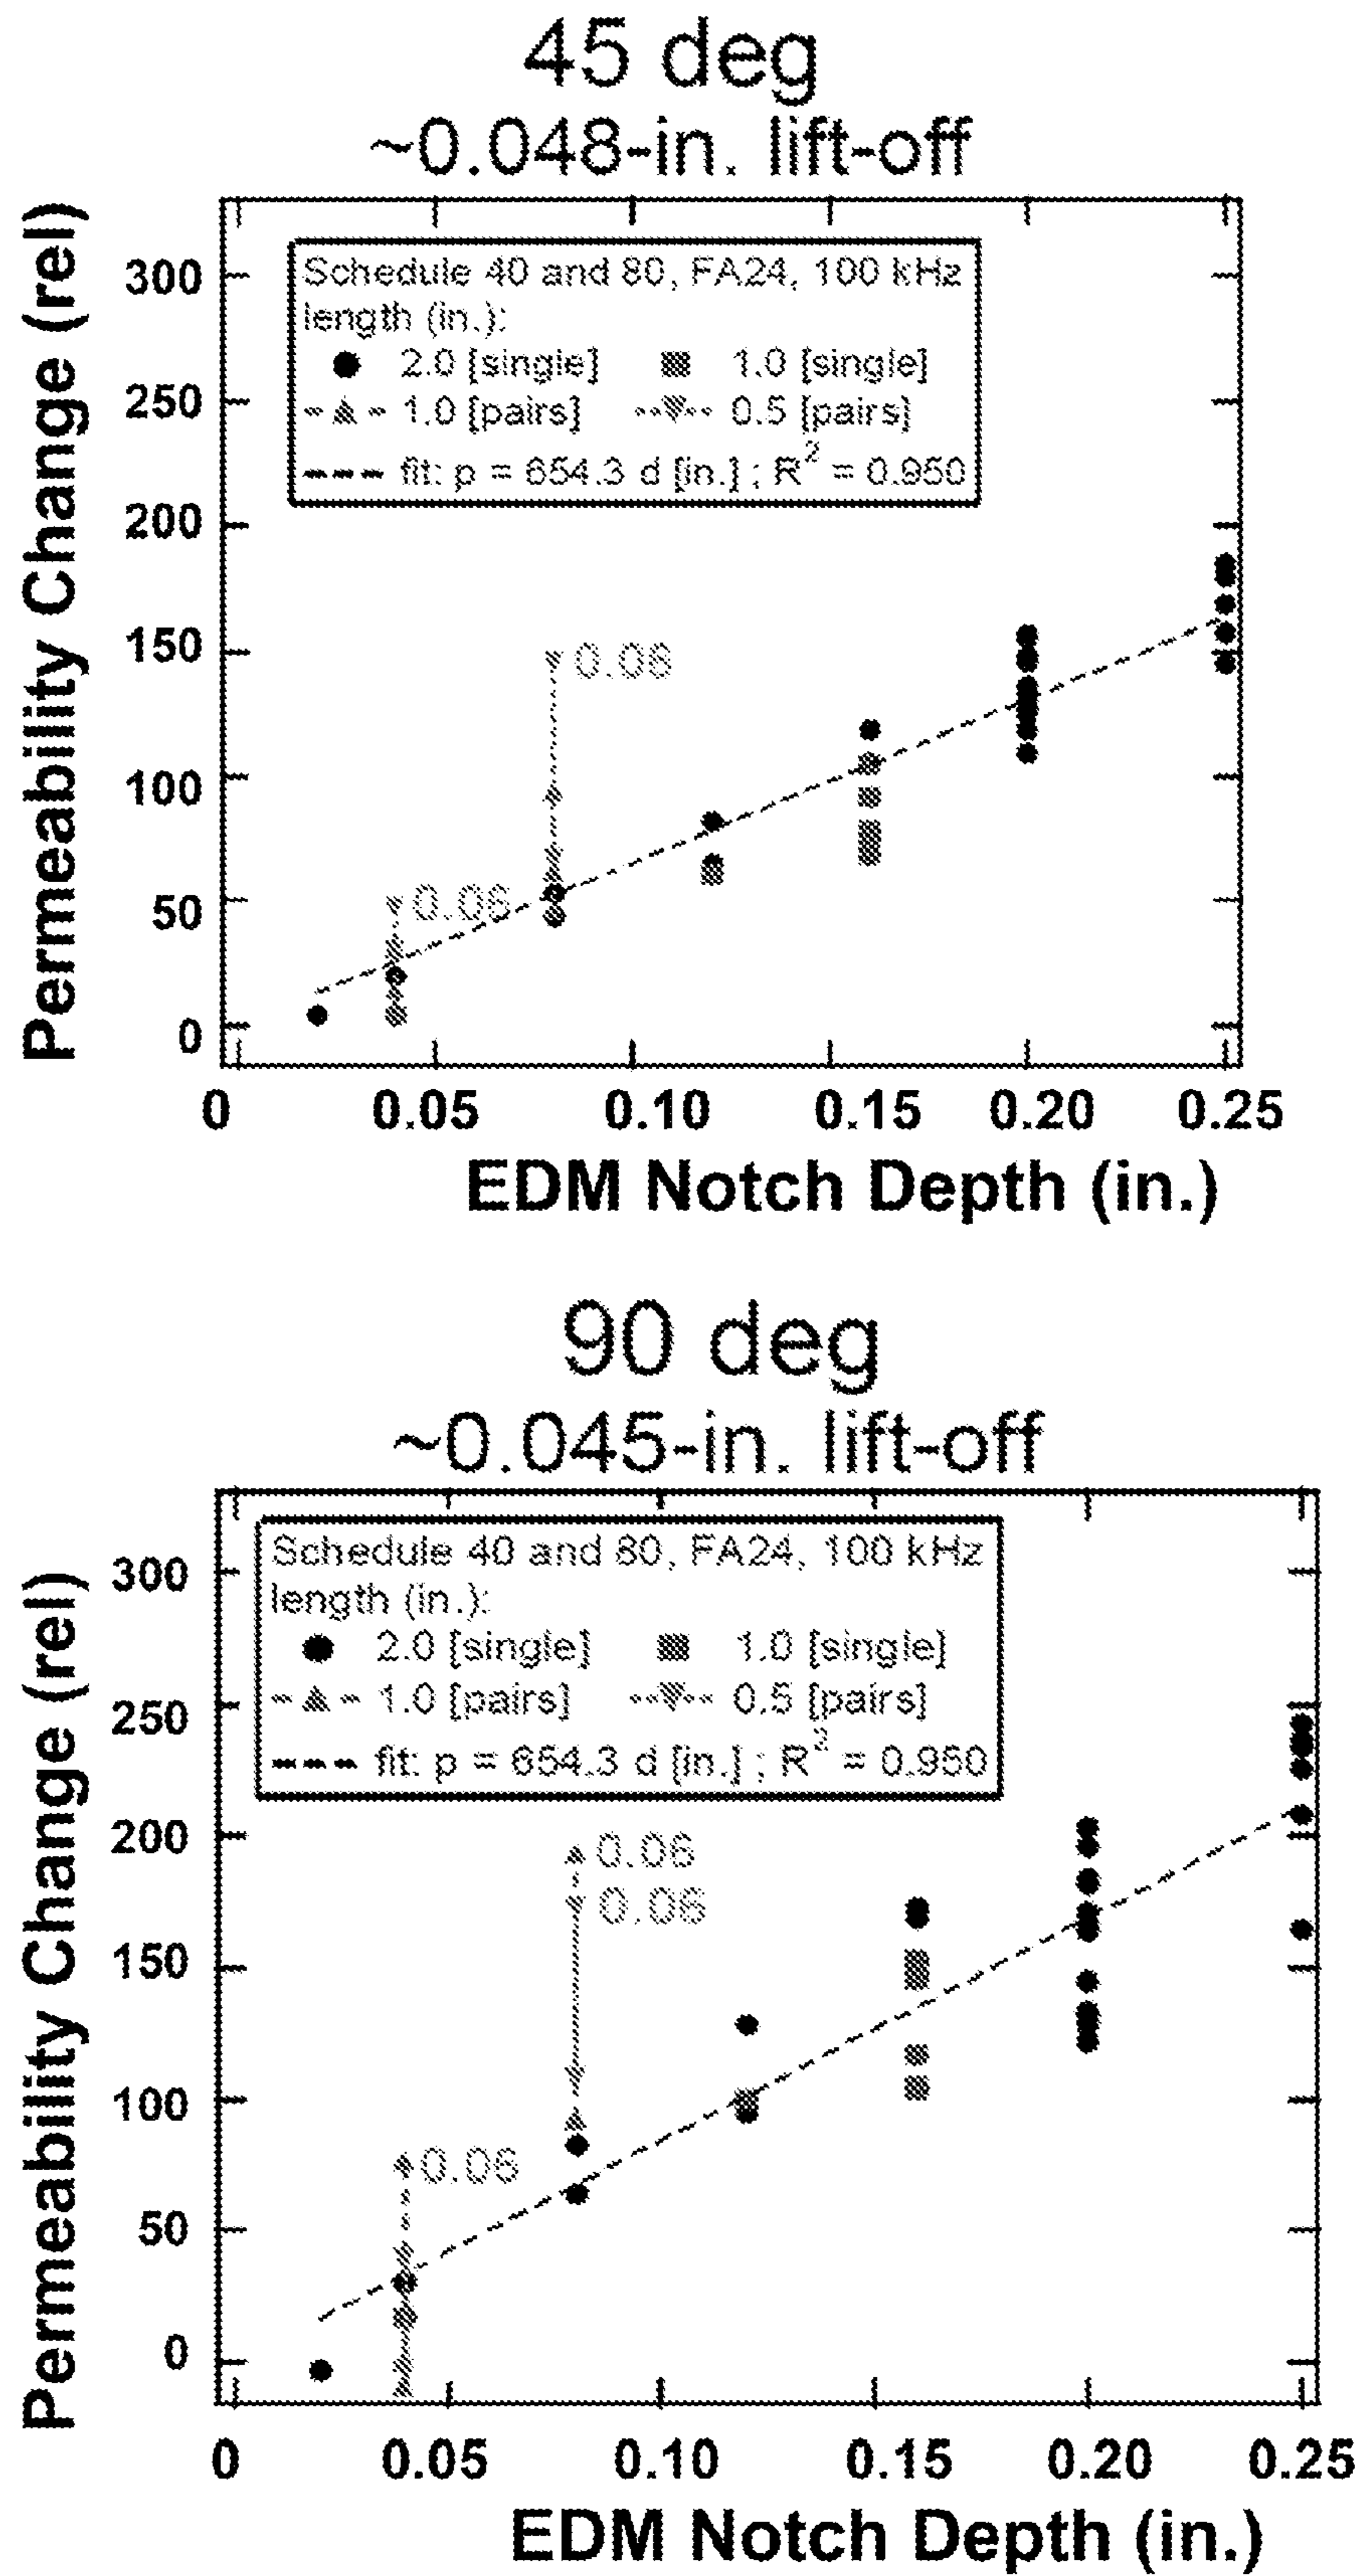 45 deg
~0.048-in. lift-off
Permeability Change (rel)
300
250
200
150
100
50
0
Schedule 40 and 80, FA24, 100 kHz
length (in.):
2.0 [single] 1.0 [single]
1.0 [pairs] 0.5 [pairs]
fit: p = 654.3 d [in.] ; R² = 0.950
0.06
0.06
0 0.05 0.10 0.15 0.20 0.25
EDM Notch Depth (in.)
90 deg
~0.045-in. lift-off
Permeability Change (rel)
300
250
200
150
100
50
0
Schedule 40 and 80, FA24, 100 kHz
length (in.):
2.0 [single] 1.0 [single]
1.0 [pairs] 0.5 [pairs]
fit: p = 654.3 d [in.] ; R² = 0.950
0.06
0.06
0.06
0 0.05 0.10 0.15 0.20 0.25
EDM Notch Depth (in.)